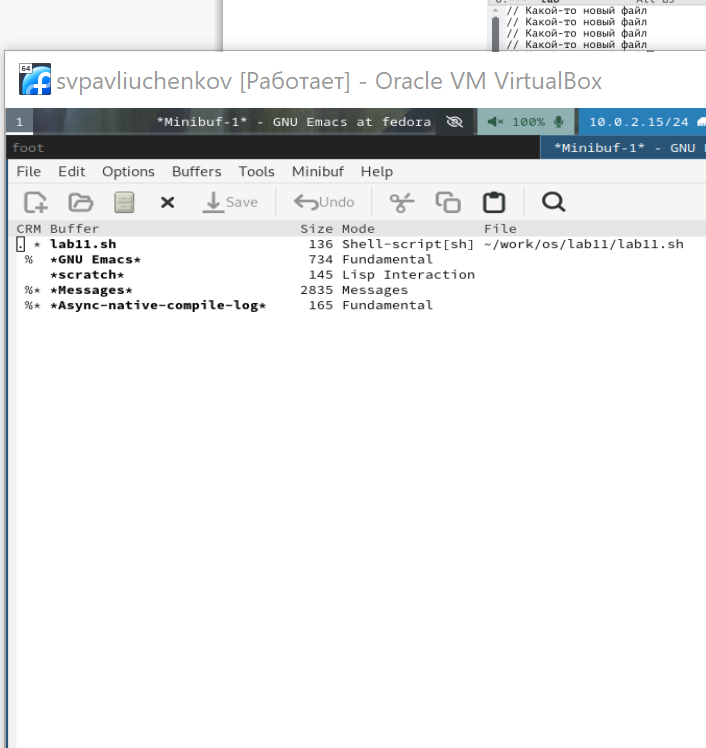 // Какой-то новый файл
// Какой-то новый файл
// Какой-то новый файл
// Какой-то новый файл
64
svpavliuchenkov [Работает] - Oracle VM VirtualBox
1 *Minibuf-1* - GNU Emacs at fedora 100% 10.0.2.15/24
foot *Minibuf-1* - GNU
File Edit Options Buffers Tools Minibuf Help
Save Undo
CRM Buffer Size Mode File
. * lab11.sh 136 Shell-script[sh] ~/work/os/lab11/lab11.sh
% *GNU Emacs* 734 Fundamental
*scratch* 145 Lisp Interaction
%* *Messages* 2835 Messages
%* *Async-native-compile-log* 165 Fundamental